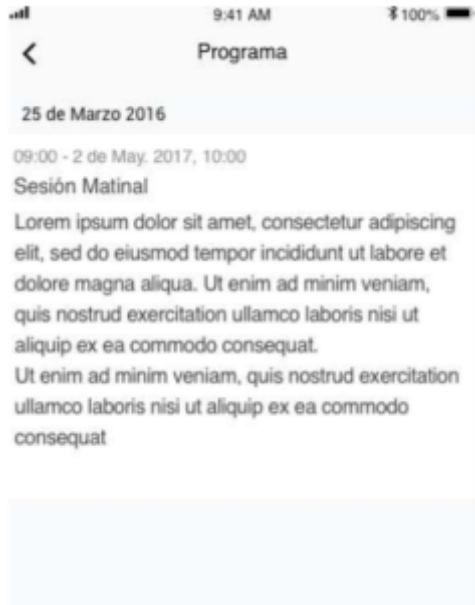 9:41 AM
100%
Programa
25 de Marzo 2016
09:00 - 2 de May. 2017, 10:00
Sesión Matinal
Lorem ipsum dolor sit amet, consectetur adipiscing
elit, sed do eiusmod tempor incididunt ut labore et
dolore magna aliqua. Ut enim ad minim veniam,
quis nostrud exercitation ullamco laboris nisi ut
aliquip ex ea commodo consequat.
Ut enim ad minim veniam, quis nostrud exercitation
ullamco laboris nisi ut aliquip ex ea commodo
consequat